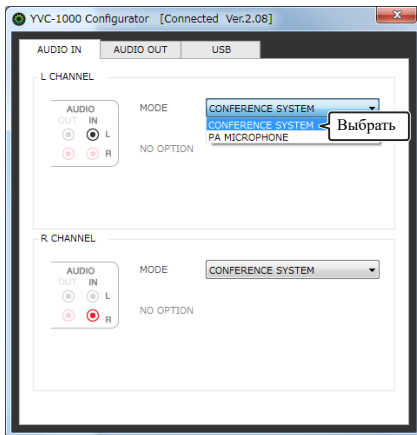 YVC-1000 Configurator [Connected Ver.2.08]
x
AUDIO IN AUDIO OUT USB
L CHANNEL
AUDIO
OUT IN
L
R
MODE
CONFERENCE SYSTEM
CONFERENCE SYSTEM
PA MICROPHONE
Выбрать
NO OPTION
R CHANNEL
AUDIO
OUT IN
L
R
MODE
CONFERENCE SYSTEM
NO OPTION